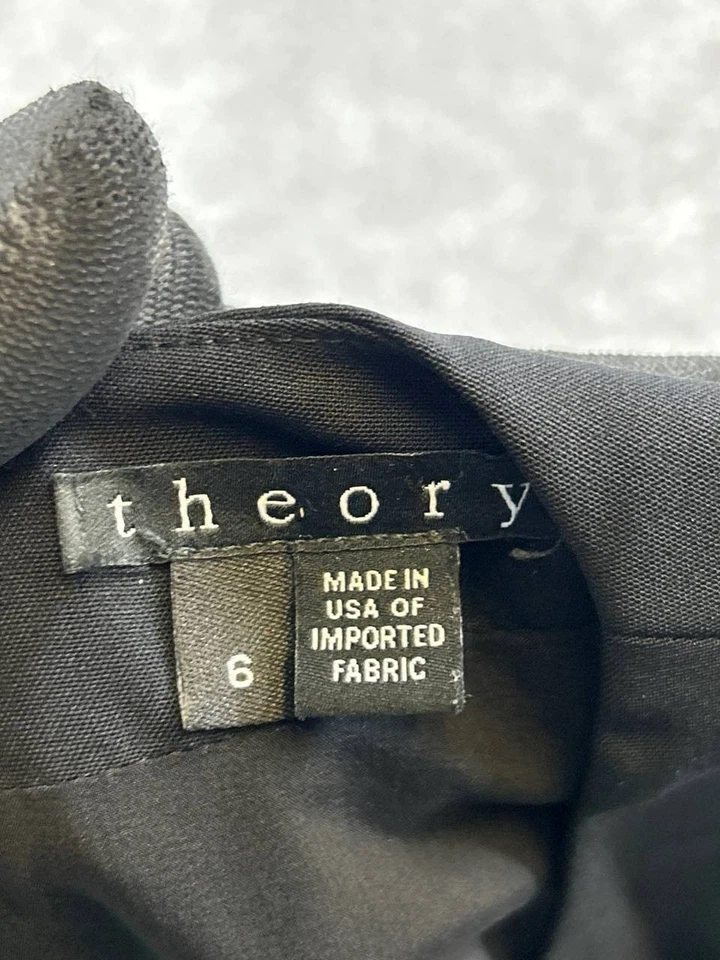 theory
6
MADE IN
USA OF
IMPORTED
FABRIC